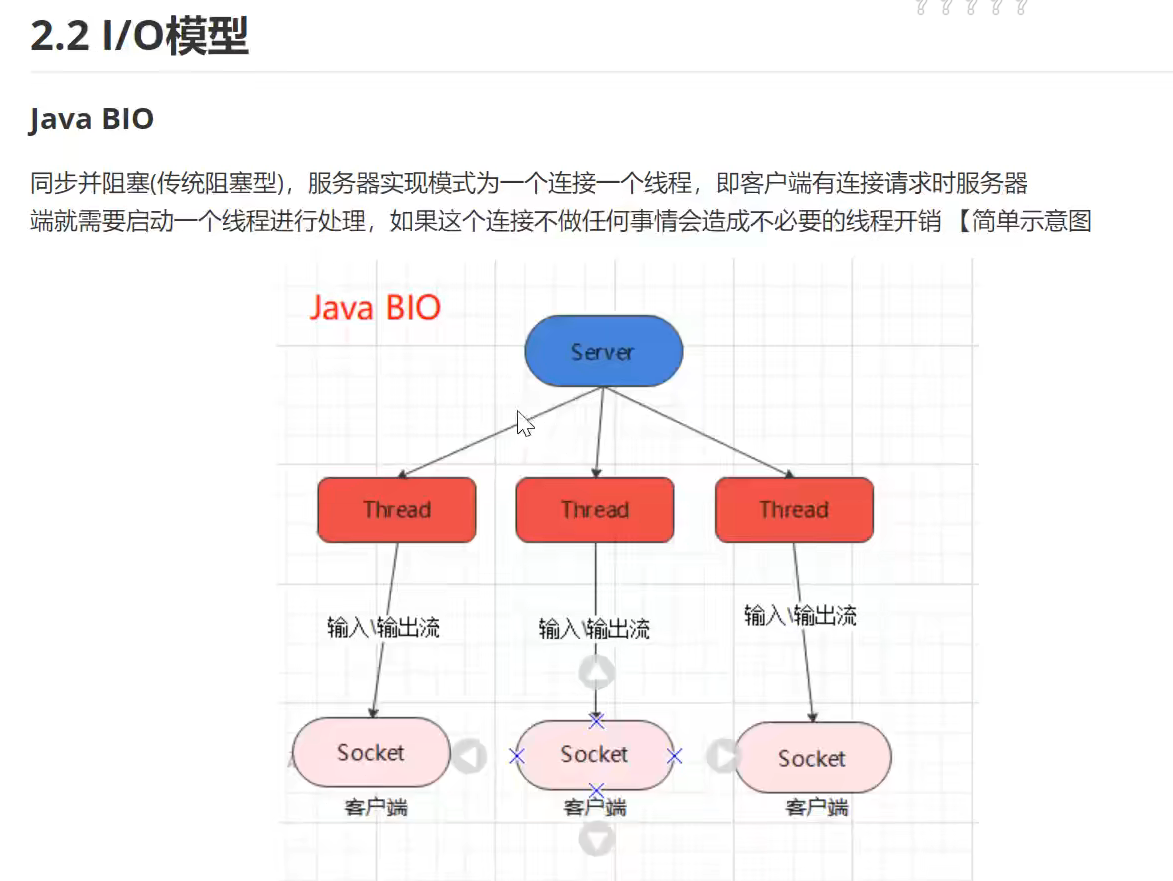 2.2 I/O模型
Java BIO
同步并阻塞(传统阻塞型)，服务器实现模式为一个连接一个线程，即客户端有连接请求时服务器
端就需要启动一个线程进行处理，如果这个连接不做任何事情会造成不必要的线程开销 【简单示意图
Java BIO
Server
Thread
Thread
Thread
输入\输出流
输入\输出流
输入\输出流
Socket
Socket
Socket
客户端
客户端
客户端